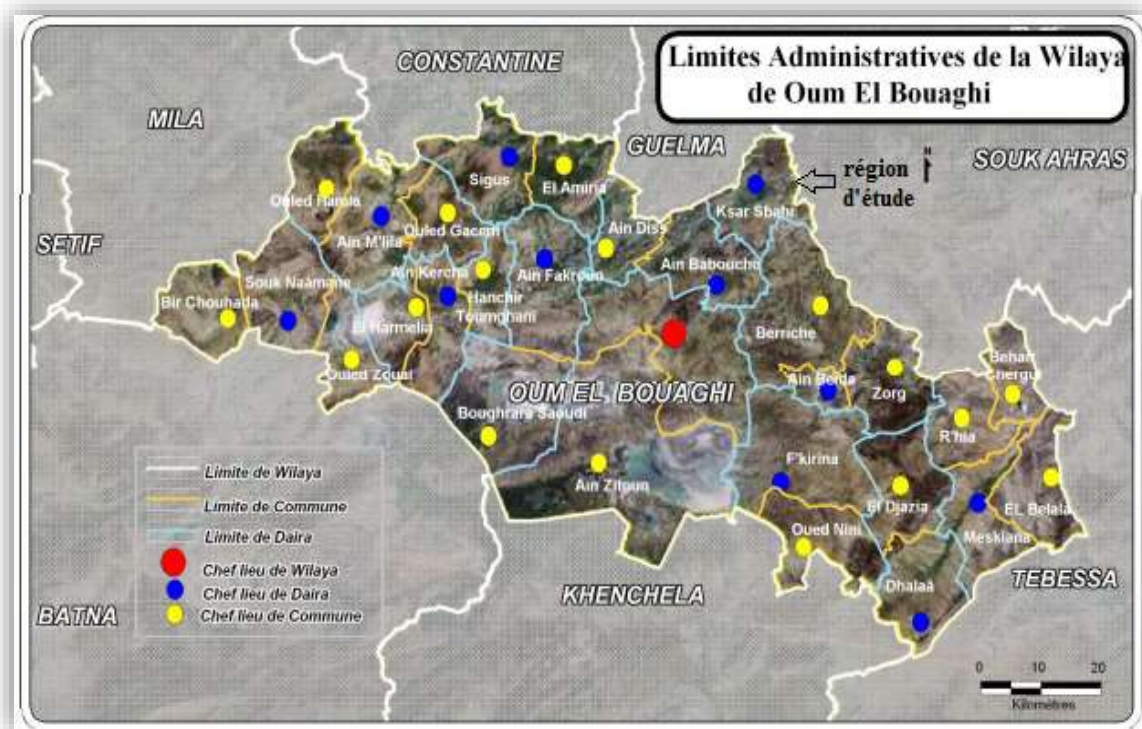 Limites Administratives de la Wilaya
de Oum El Bouaghi
CONSTANTINE
MILA
GUELMA
SOUK AHRAS
N
région
d'étude
Sigus
El Amiria
Ksar Sbahi
Ouled Hamla
Ouled Gacem
Ain M'lila
Ain Diss
SETIF
Ain Kercha
Ain Fakroun
Ain Babouche
Souk Naâmane
Bir Chouhada
Hanchir
Toumghani
El Harmelia
Berriche
Ouled Zouai
Behair
Chergui
Ain Beida
Zorg
OUM EL BOUAGHI
Boughrara Saoudi
R'hia
F'kirina
Ain Zitoun
El Djazia
EL Belala
Oued Nini
Meskiana
Dhalaâ
KHENCHELA
TEBESSA
BATNA
Limite de Wilaya
Limite de Commune
Limite de Daira
Chef lieu de Wilaya
Chef lieu de Daira
Chef lieu de Commune
0 10 20
Kilomètres